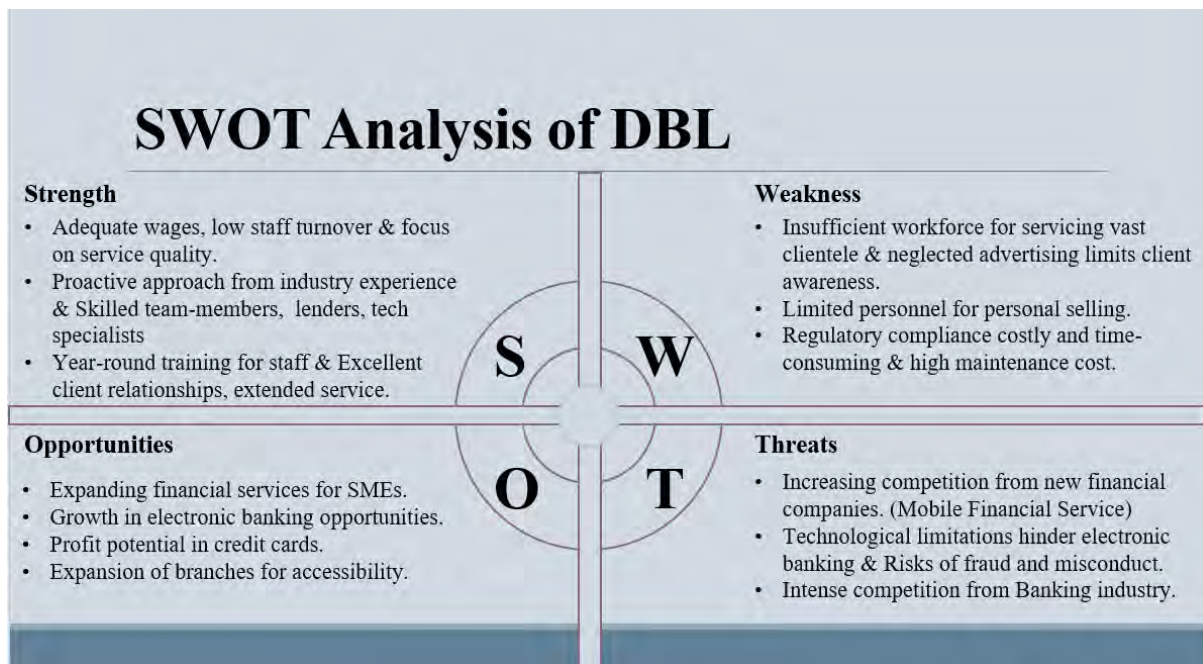 SWOT Analysis of DBL
Strength
• Adequate wages, low staff turnover & focus
on service quality.
• Proactive approach from industry experience
& Skilled team-members, lenders, tech
specialists
• Year-round training for staff & Excellent
client relationships, extended service.
Weakness
• Insufficient workforce for servicing vast
clientele & neglected advertising limits client
awareness.
• Limited personnel for personal selling.
• Regulatory compliance costly and time-
consuming & high maintenance cost.
S
W
O
T
Opportunities
• Expanding financial services for SMEs.
• Growth in electronic banking opportunities.
• Profit potential in credit cards.
• Expansion of branches for accessibility.
Threats
• Increasing competition from new financial
companies. (Mobile Financial Service)
• Technological limitations hinder electronic
banking & Risks of fraud and misconduct.
• Intense competition from Banking industry.